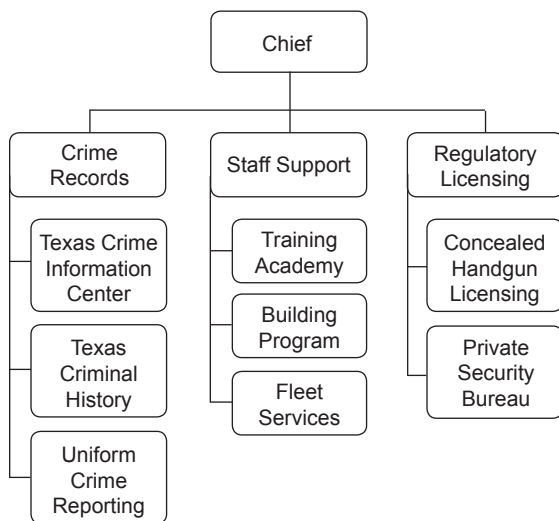 Chief
Crime
Records
Staff Support
Regulatory
Licensing
Texas Crime
Information
Center
Training
Academy
Concealed
Handgun
Licensing
Texas
Criminal
History
Building
Program
Private
Security
Bureau
Uniform
Crime
Reporting
Fleet
Services